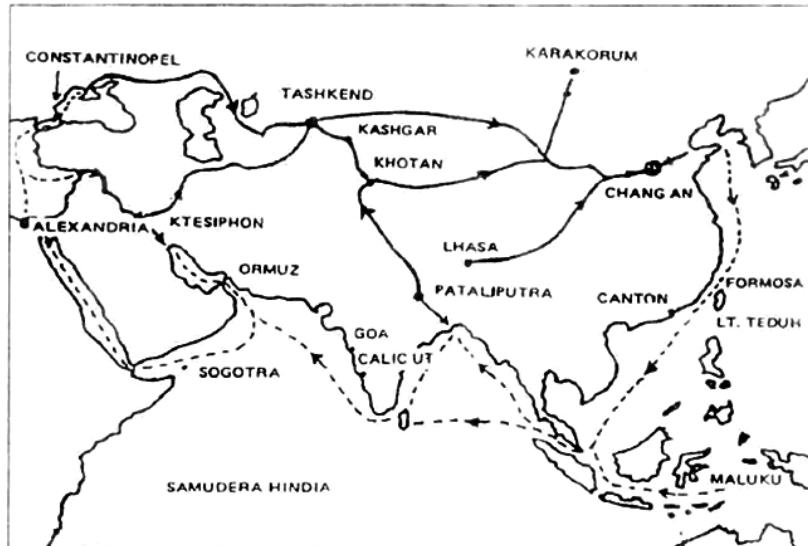 CONSTANTINOPEL
KARAKORUM
TASHKEND
KASHGAR
KHOTAN
CHANG AN
ALEXANDRIA
KTESIPHON
LHASA
ORMUZ
PATALIPUTRA
CANTON
FORMOSA
LT. TEDUH
GOA
CALICUT
SOGOTRA
SAMUDERA HINDIA
MALUKU